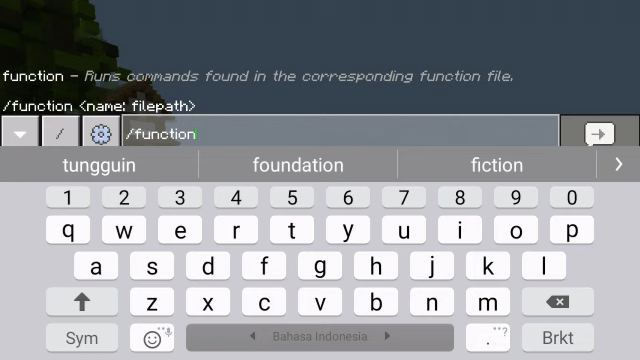 function - Runs commands found in the corresponding function file.
/function <name: filepath>
/ /function
tungguin foundation fiction
1 2 3 4 5 6 7 8 9 0
q w e r t y u i o p
a s d f g h j k l
z x c v b n m
Sym Bahasa Indonesia . ? Brkt